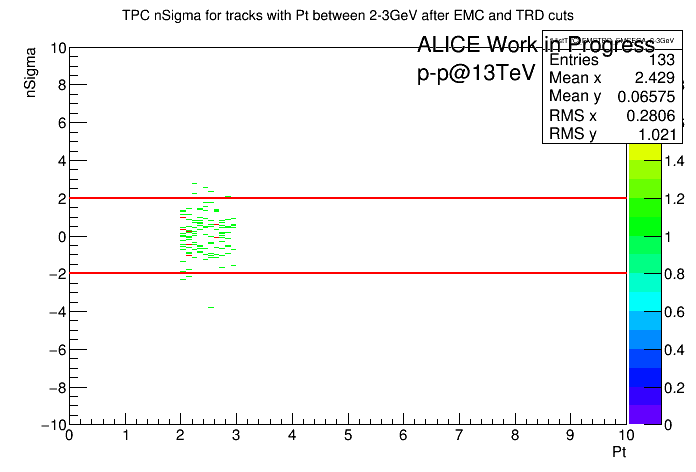 TPC nSigma for tracks with Pt between 2-3GeV after EMC and TRD cuts
ALICE Work in Progress
p-p@13TeV
Entries 133
Mean x 2.429
Mean y 0.06575
RMS x 0.2806
RMS y 1.021
nSigma
10
8
6
4
2
0
−2
−4
−6
−8
−10
0 1 2 3 4 5 6 7 8 9 10
Pt
1.4
1.2
1
0.8
0.6
0.4
0.2
0